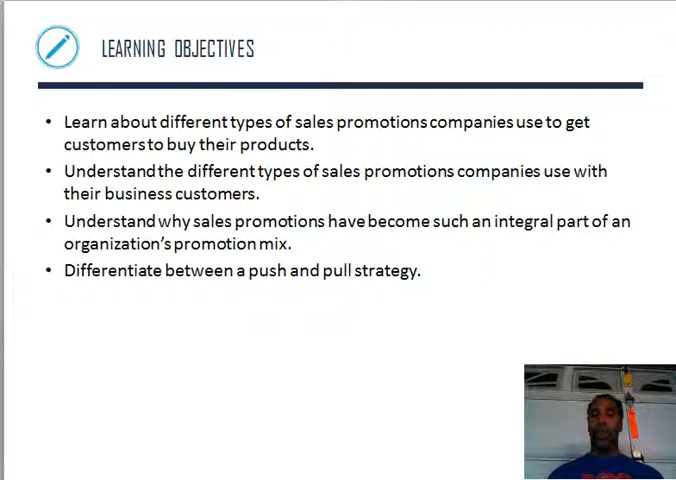 LEARNING OBJECTIVES
• Learn about different types of sales promotions companies use to get
customers to buy their products.
• Understand the different types of sales promotions companies use with
their business customers.
• Understand why sales promotions have become such an integral part of an
organization's promotion mix.
• Differentiate between a push and pull strategy.